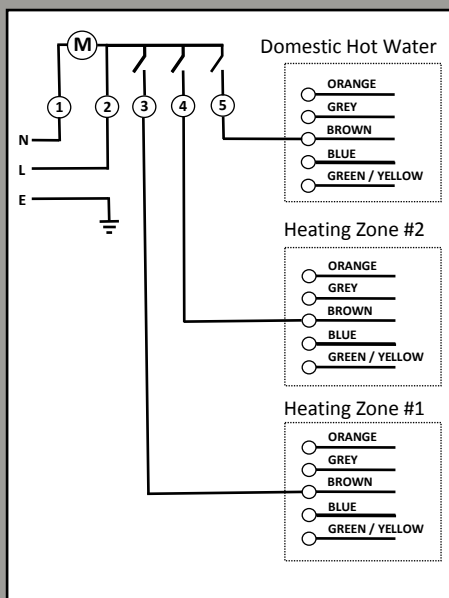 M
Domestic Hot Water
1 2 3 4 5
ORANGE
GREY
BROWN
BLUE
GREEN / YELLOW
N
L
E
Heating Zone #2
ORANGE
GREY
BROWN
BLUE
GREEN / YELLOW
Heating Zone #1
ORANGE
GREY
BROWN
BLUE
GREEN / YELLOW